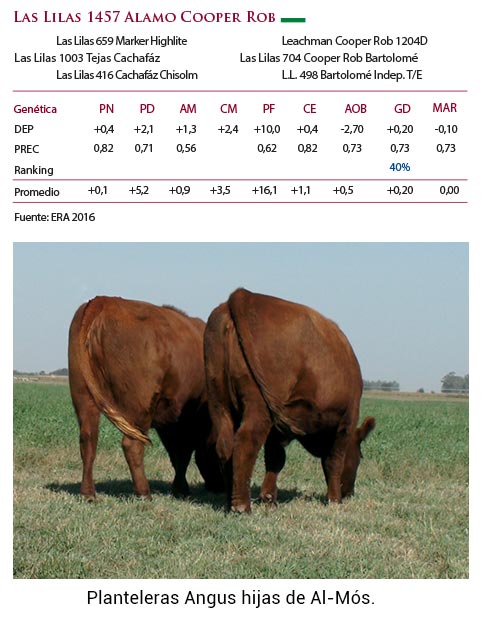 Las Lilas 1457 Alamo Cooper Rob
Las Lilas 659 Marker Highlite Leachman Cooper Rob 1204D
Las Lilas 1003 Tejas Cachafáz Las Lilas 704 Cooper Rob Bartolomé
Las Lilas 416 Cachafáz Chisolm L.L. 498 Bartolomé Indep. T/E
Genética PN PD AM CM PF CE AOB GD MAR
DEP +0,4 +2,1 +1,3 +2,4 +10,0 +0,4 -2,70 +0,20 -0,10
PREC 0,82 0,71 0,56 0,62 0,82 0,73 0,73 0,73
Ranking 40%
Promedio +0,1 +5,2 +0,9 +3,5 +16,1 +1,1 +0,5 +0,20 0,00
Fuente: ERA 2016
Planteleras Angus hijas de Al-Mós.